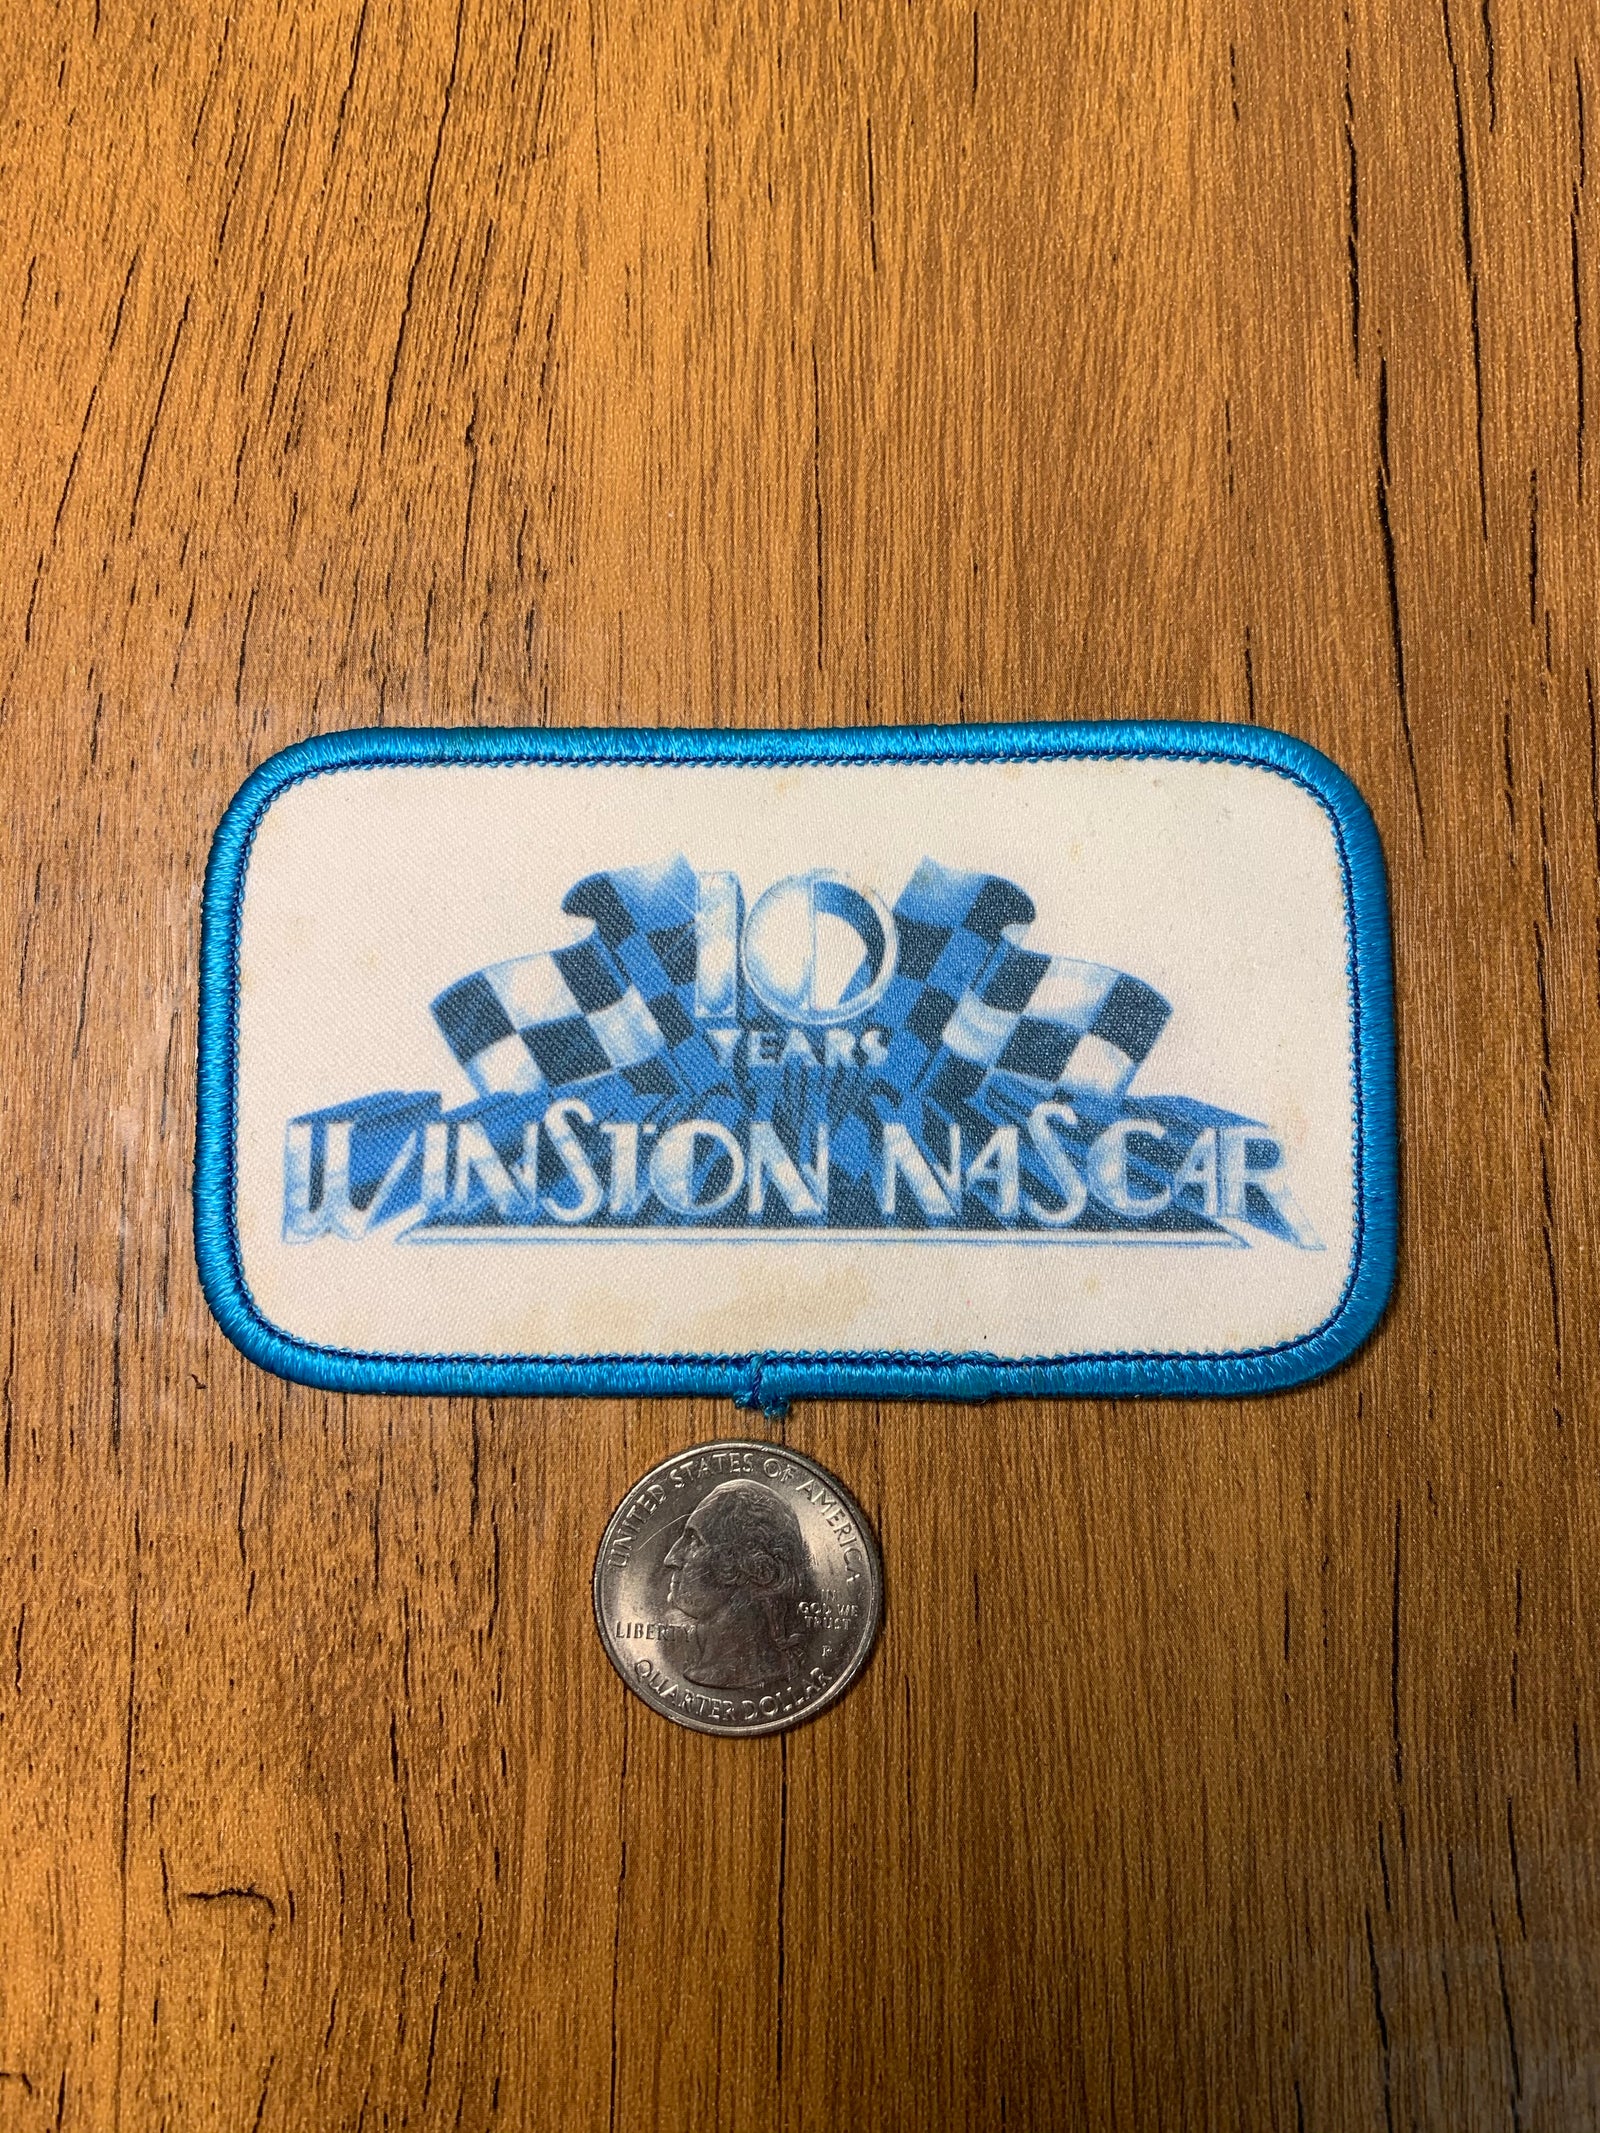 10
YEARS
WINSTON NASCAR
UNITED STATES OF AMERICA
IN
GOD WE
TRUST
LIBERTY
P
QUARTER DOLLAR